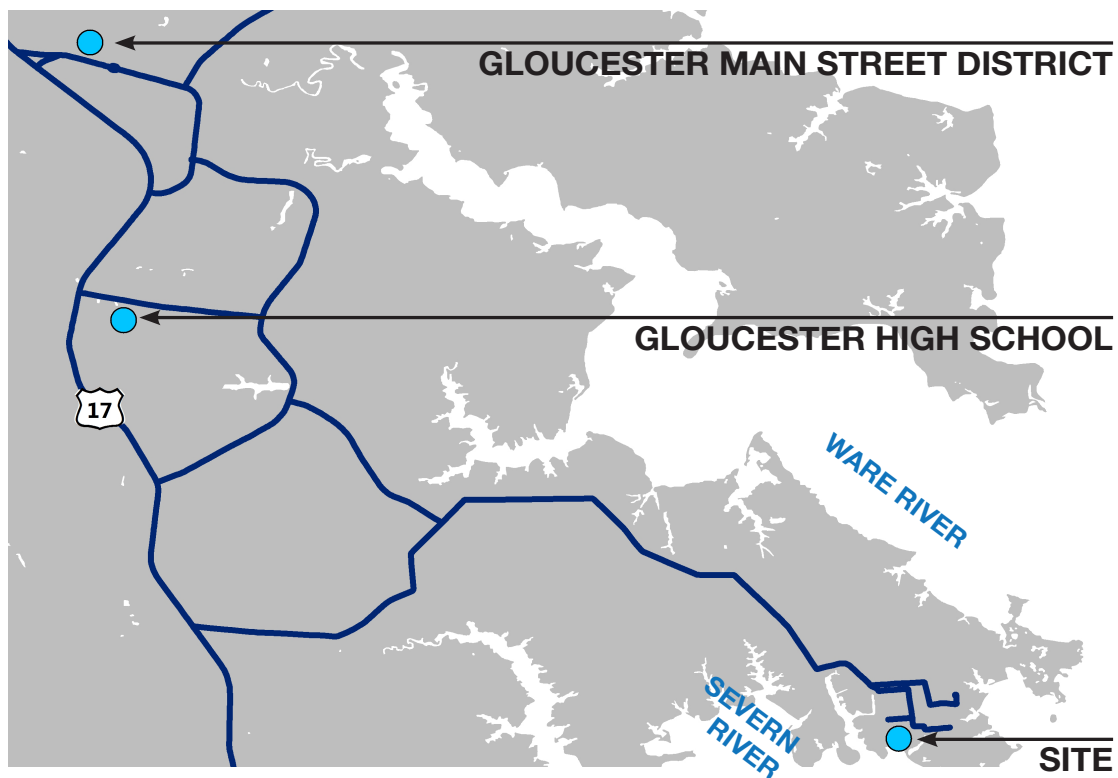 GLOUCESTER MAIN STREET DISTRICT
GLOUCESTER HIGH SCHOOL
17
WARE RIVER
SEVERN
RIVER
SITE